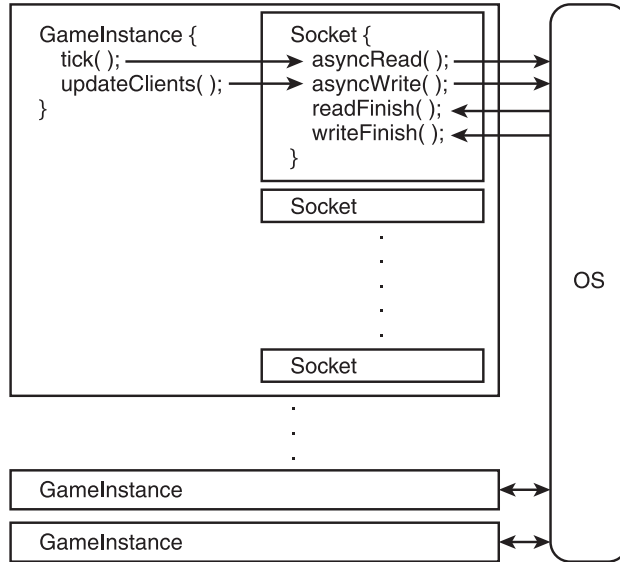 GameInstance {
tick( );
updateClients( );
}
Socket {
asyncRead( );
asyncWrite( );
readFinish( );
writeFinish( );
}
Socket
Socket
OS
GameInstance
GameInstance